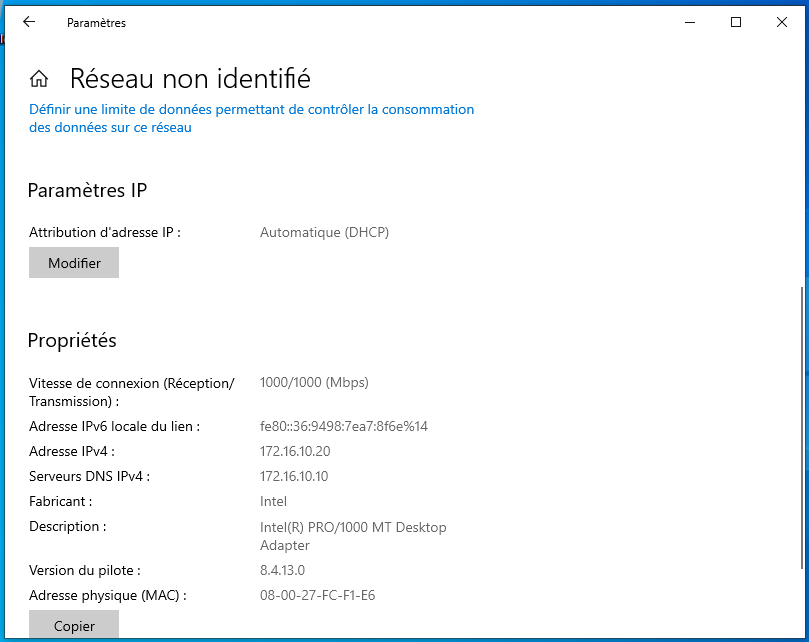 Paramètres
Réseau non identifié
Définir une limite de données permettant de contrôler la consommation
des données sur ce réseau
Paramètres IP
Attribution d'adresse IP : Automatique (DHCP)
Modifier
Propriétés
Vitesse de connexion (Réception/ 1000/1000 (Mbps)
Transmission) :
Adresse IPv6 locale du lien : fe80::36:9498:7ea7:8f6e%14
Adresse IPv4 : 172.16.10.20
Serveurs DNS IPv4 : 172.16.10.10
Fabricant : Intel
Description : Intel(R) PRO/1000 MT Desktop
Adapter
Version du pilote : 8.4.13.0
Adresse physique (MAC) : 08-00-27-FC-F1-E6
Copier